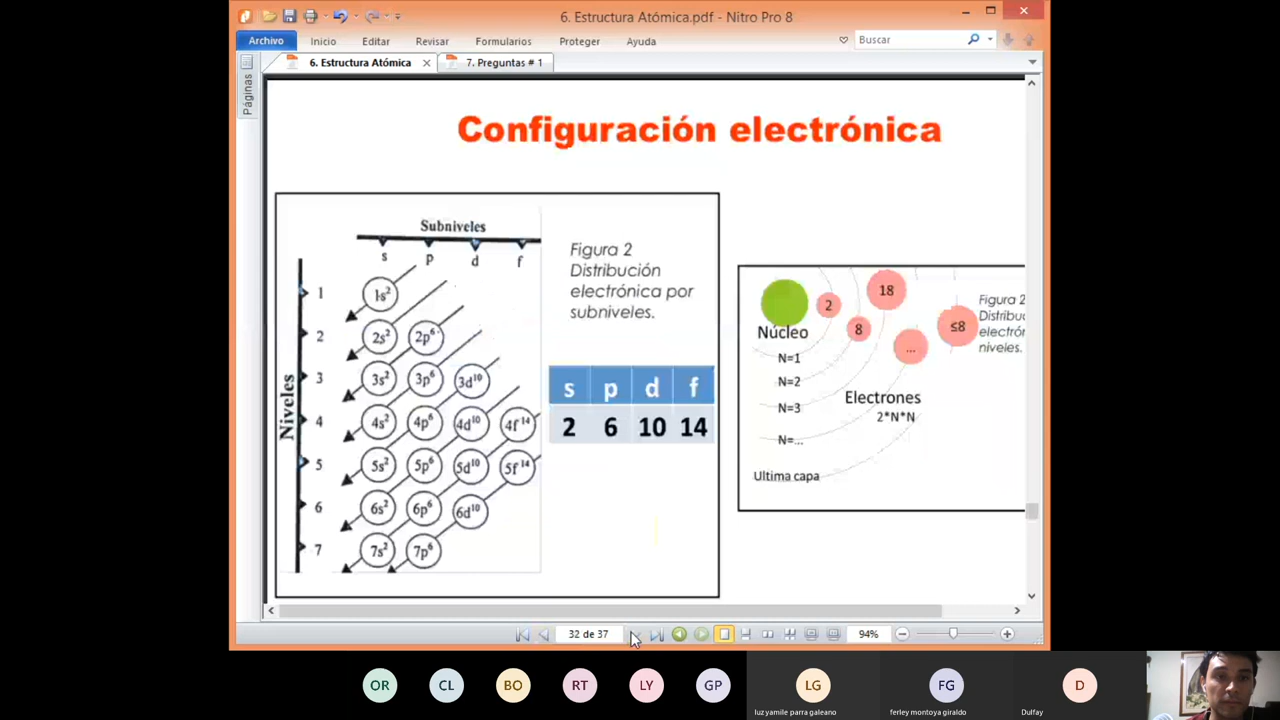 6. Estructura Atómica.pdf - Nitro Pro 8
Archivo Inicio Editar Revisar Formularios Proteger Ayuda Buscar
6. Estructura Atómica 7. Preguntas # 1
Páginas
Configuración electrónica
Subniveles
s p d f
Niveles
1 1s²
2 2s² 2p⁶
3 3s² 3p⁶ 3d¹⁰
4 4s² 4p⁶ 4d¹⁰ 4f¹⁴
5 5s² 5p⁶ 5d¹⁰ 5f¹⁴
6 6s² 6p⁶ 6d¹⁰
7 7s² 7p⁶
Figura 2
Distribución
electrónica por
subniveles.
s p d f
2 6 10 14
Núcleo
2 8 18 ... ≤8
N=1
N=2
N=3
N=...
Ultima capa
Electrones
2*N*N
Figura 2
Distribu
electró
niveles.
32 de 37
94%
OR CL BO RT LY GP LG FG D
luz yamile parra galeano
ferley montoya giraldo
Dulfay